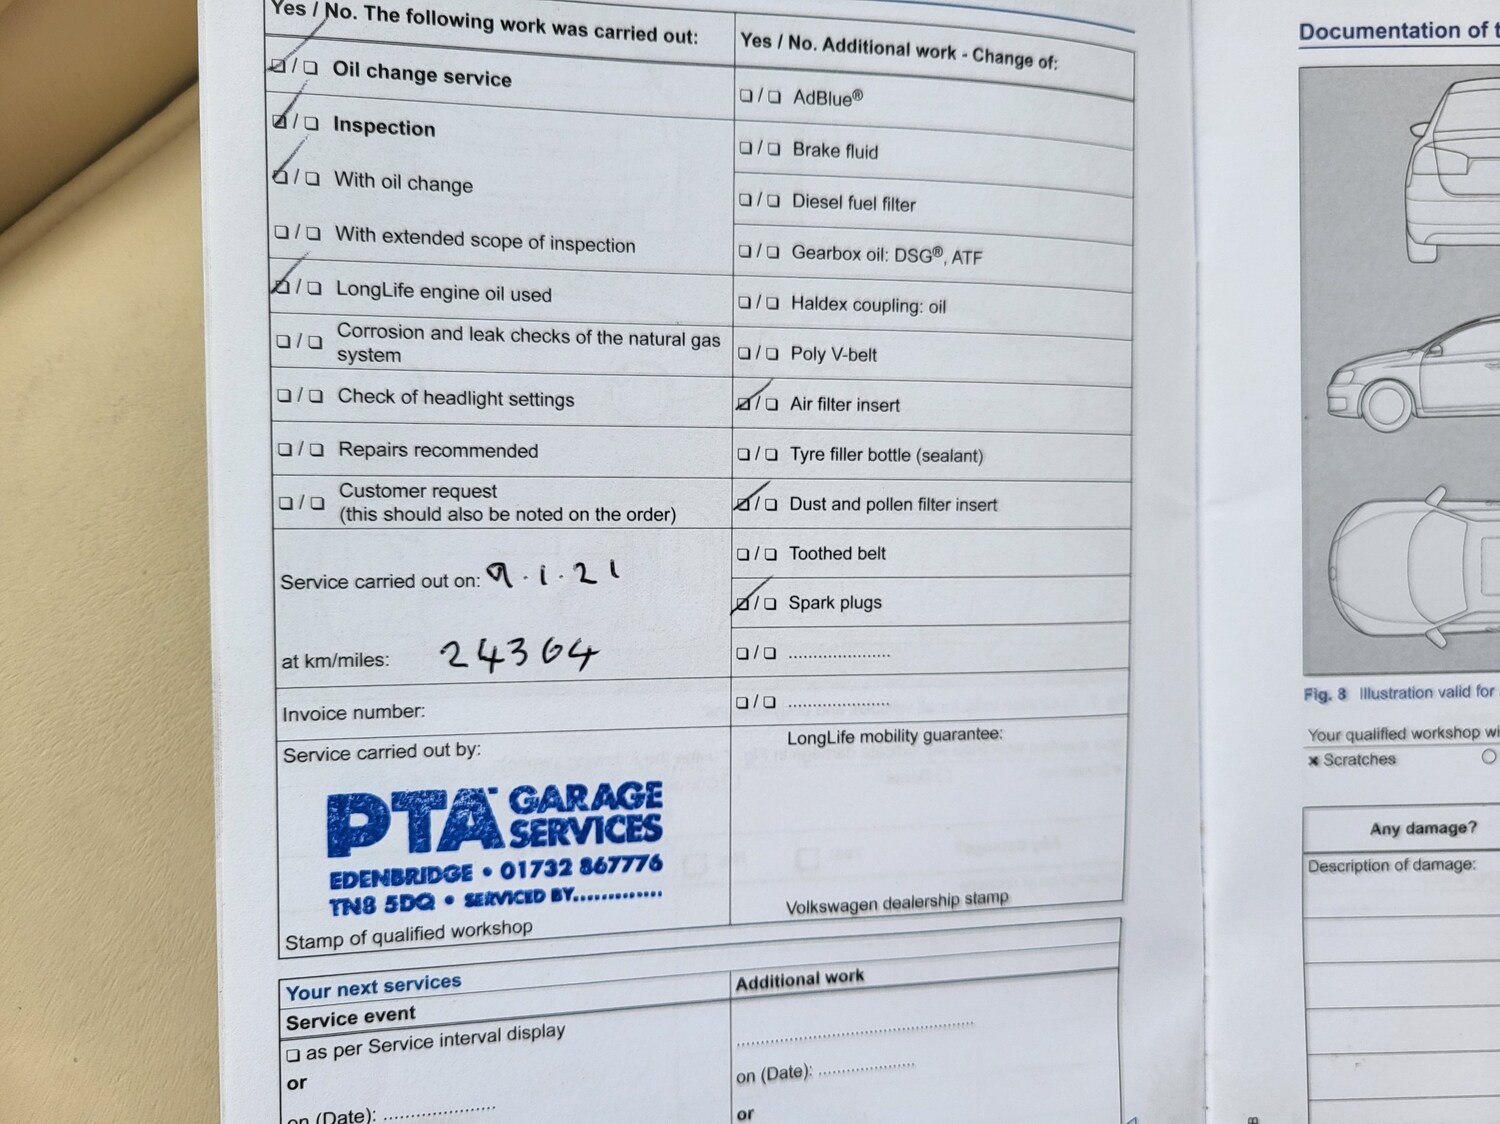 Yes / No. The following work was carried out:
☑ / ❏ Oil change service
☑ / ❏ Inspection
☑ / ❏ With oil change
❏ / ❏ With extended scope of inspection
☑ / ❏ LongLife engine oil used
❏ / ❏ Corrosion and leak checks of the natural gas
system
❏ / ❏ Check of headlight settings
❏ / ❏ Repairs recommended
❏ / ❏ Customer request
(this should also be noted on the order)
Service carried out on: 9.1.21
at km/miles: 24364
Invoice number:
Service carried out by:
PTA GARAGE
SERVICES
EDENBRIDGE • 01732 867776
TN8 5DQ • SERVICED BY..............
Stamp of qualified workshop
Yes / No. Additional work - Change of:
❏ / ❏ AdBlue®
❏ / ❏ Brake fluid
❏ / ❏ Diesel fuel filter
❏ / ❏ Gearbox oil: DSG®, ATF
❏ / ❏ Haldex coupling: oil
❏ / ❏ Poly V-belt
☑ / ❏ Air filter insert
❏ / ❏ Tyre filler bottle (sealant)
☑ / ❏ Dust and pollen filter insert
❏ / ❏ Toothed belt
☑ / ❏ Spark plugs
❏ / ❏ ....................
❏ / ❏ ....................
LongLife mobility guarantee:
Volkswagen dealership stamp
Your next services
Service event
❏ as per Service interval display
or
on (Date): ......................
Additional work
..............................................
on (Date): ....................
or
Documentation of
Fig. 8 Illustration valid for
Your qualified workshop
✖ Scratches
Any damage?
Description of damage: